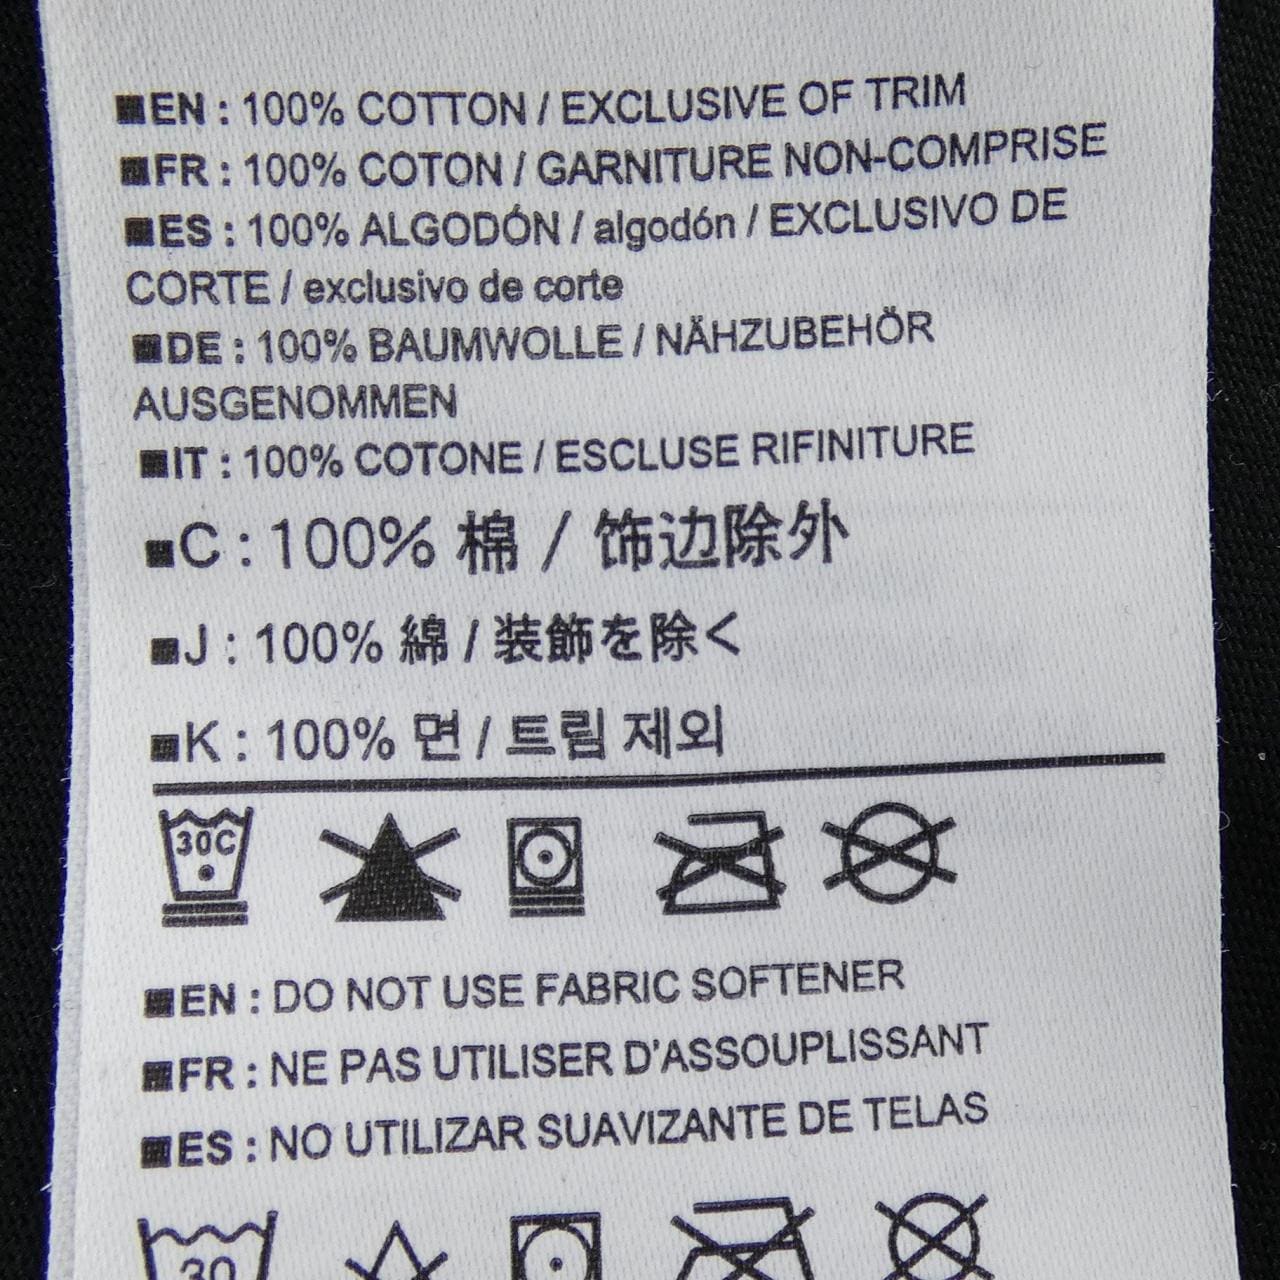 ■EN : 100% COTTON / EXCLUSIVE OF TRIM
■FR : 100% COTON / GARNITURE NON-COMPRISE
■ES : 100% ALGODÓN / algodón / EXCLUSIVO DE
CORTE / exclusivo de corte
■DE : 100% BAUMWOLLE / NÄHZUBEHÖR
AUSGENOMMEN
■IT : 100% COTONE / ESCLUSE RIFINITURE
■C : 100% 棉 / 饰边除外
■J : 100% 綿 / 装飾を除く
■K : 100% 면 / 트림 제외
30C
■EN : DO NOT USE FABRIC SOFTENER
■FR : NE PAS UTILISER D'ASSOUPLISSANT
■ES : NO UTILIZAR SUAVIZANTE DE TELAS
30